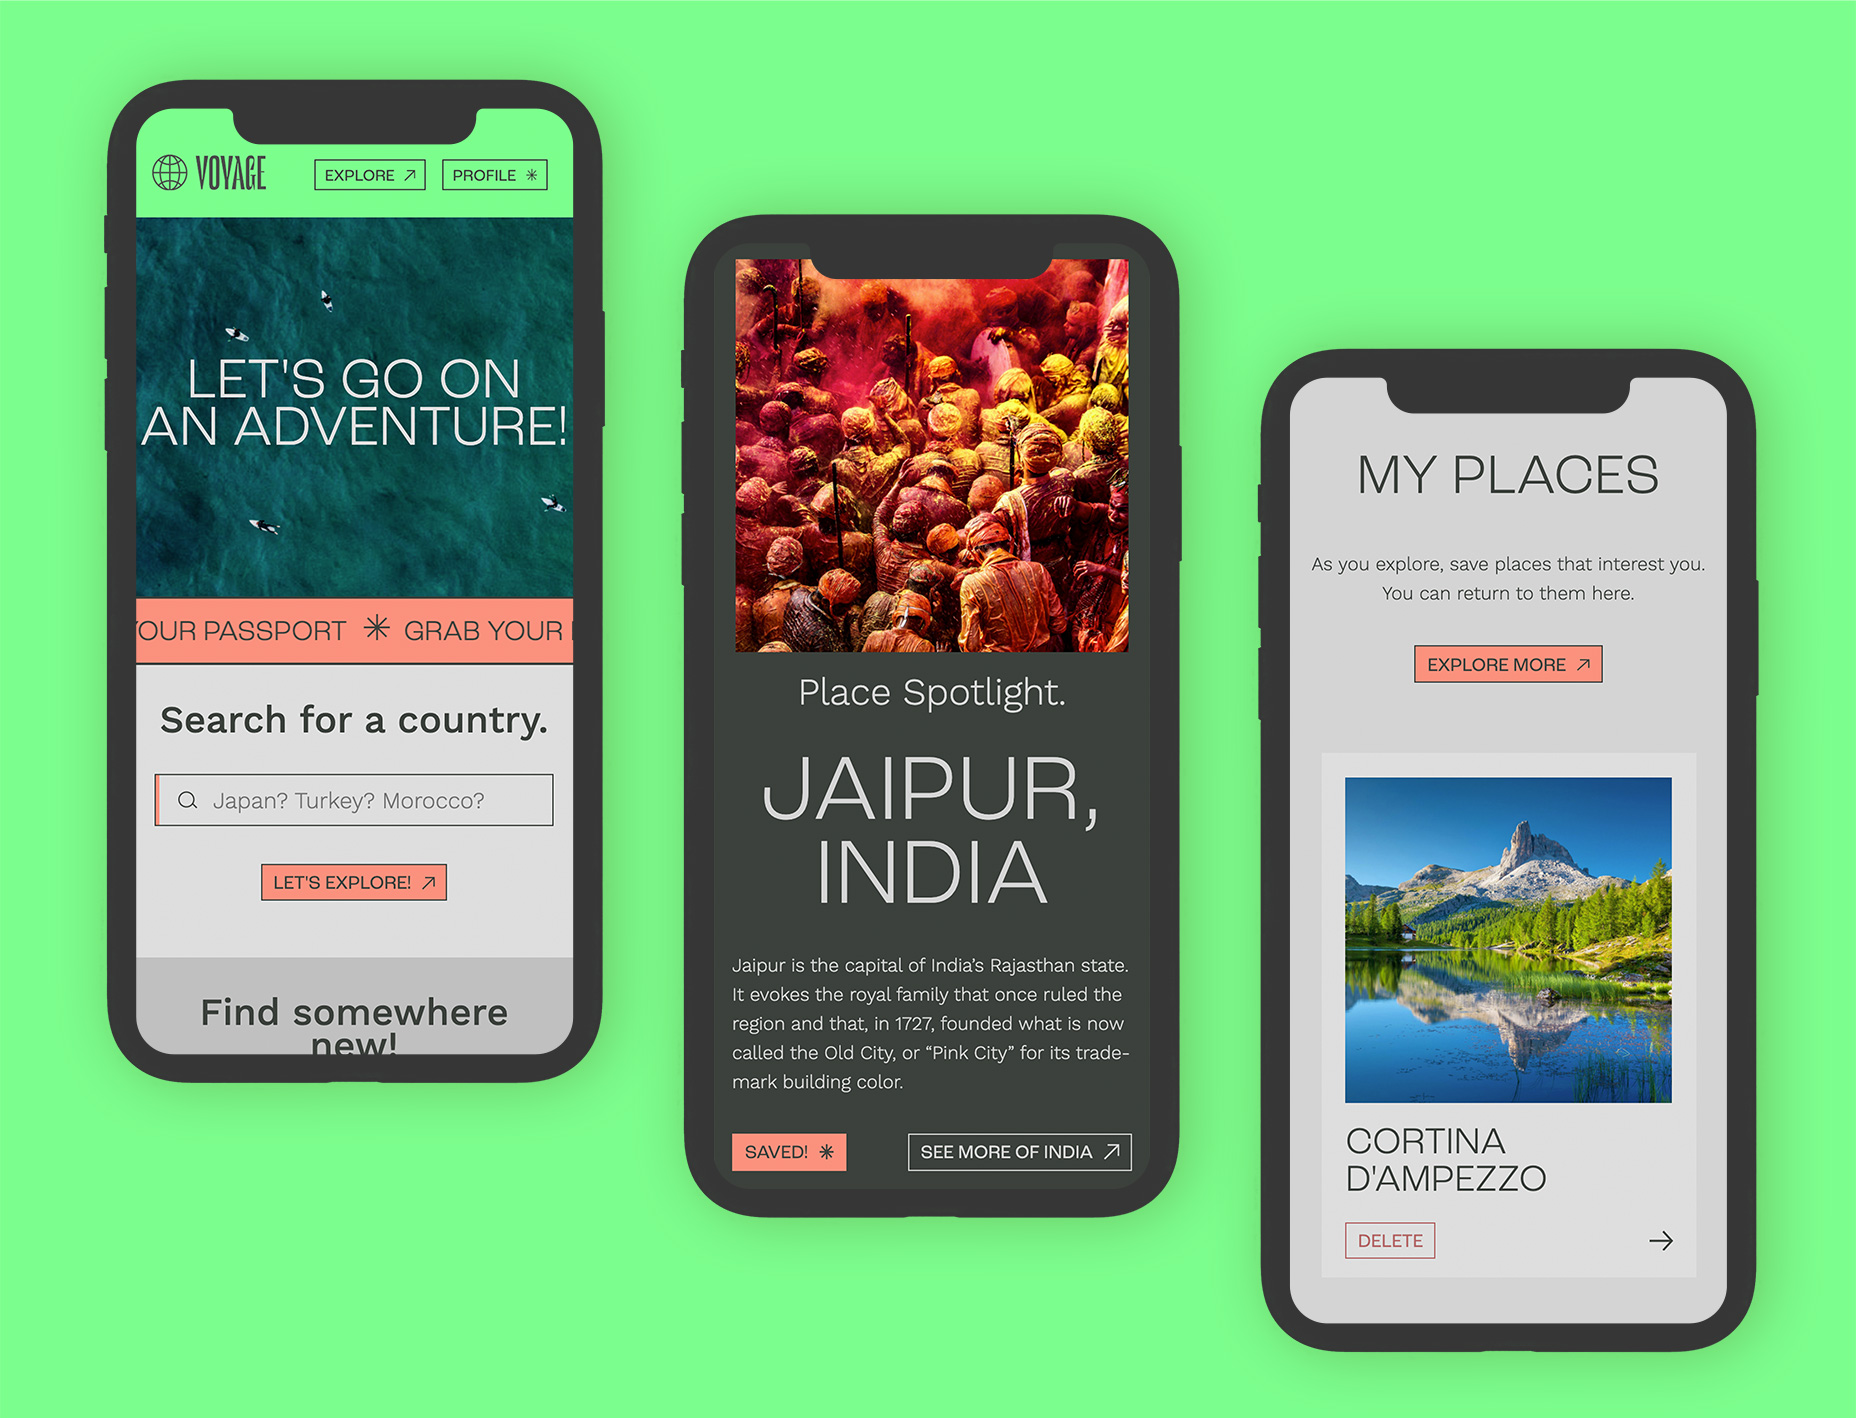 VOYAGE
EXPLORE
PROFILE
LET'S GO ON
AN ADVENTURE!
YOUR PASSPORT
GRAB YOUR
Search for a country.
Japan? Turkey? Morocco?
LET'S EXPLORE!
Find somewhere
new!
Place Spotlight.
JAIPUR,
INDIA
Jaipur is the capital of India’s Rajasthan state.
It evokes the royal family that once ruled the
region and that, in 1727, founded what is now
called the Old City, or “Pink City” for its trade-
mark building color.
SAVED!
SEE MORE OF INDIA
MY PLACES
As you explore, save places that interest you.
You can return to them here.
EXPLORE MORE
CORTINA
D'AMPEZZO
DELETE